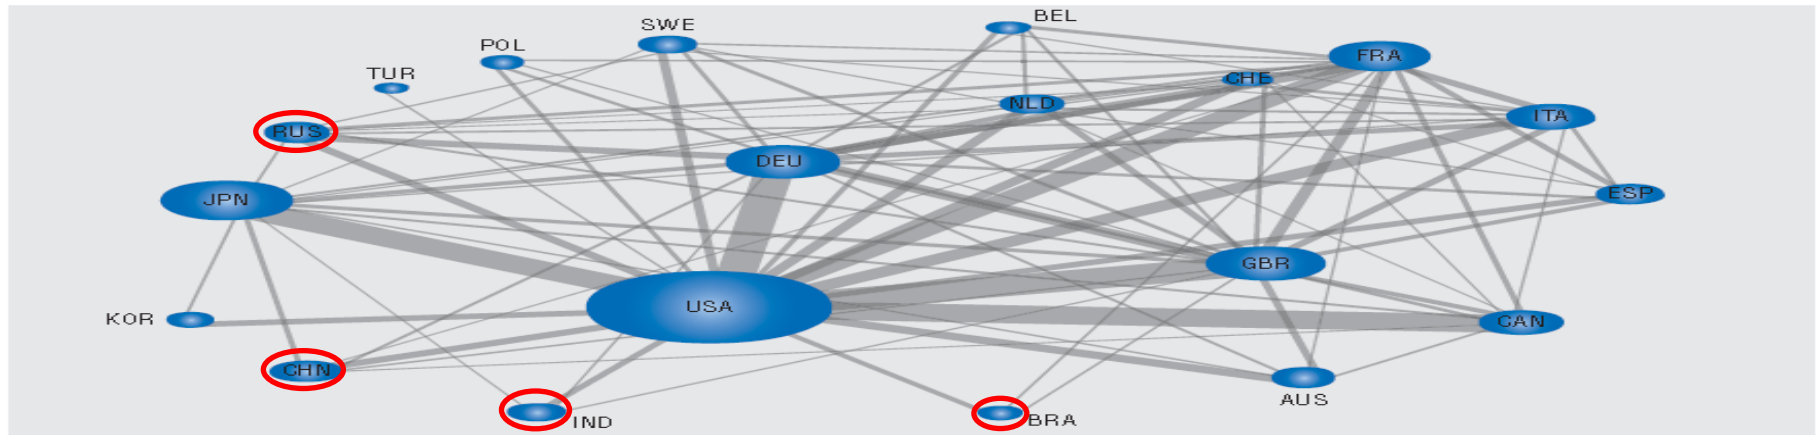 BEL
SWE
POL
FRA
TUR
CHE
NLD
ITA
RUS
DEU
ESP
JPN
GBR
USA
KOR
CAN
CHN
AUS
IND
BRA